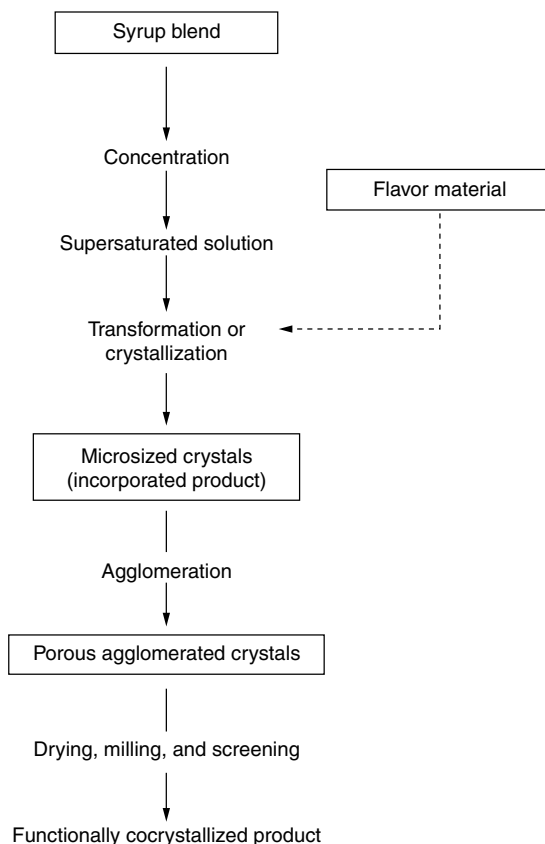 Syrup blend
Concentration
Flavor material
Supersaturated solution
Transformation or
crystallization
Microsized crystals
(incorporated product)
Agglomeration
Porous agglomerated crystals
Drying, milling, and screening
Functionally cocrystallized product